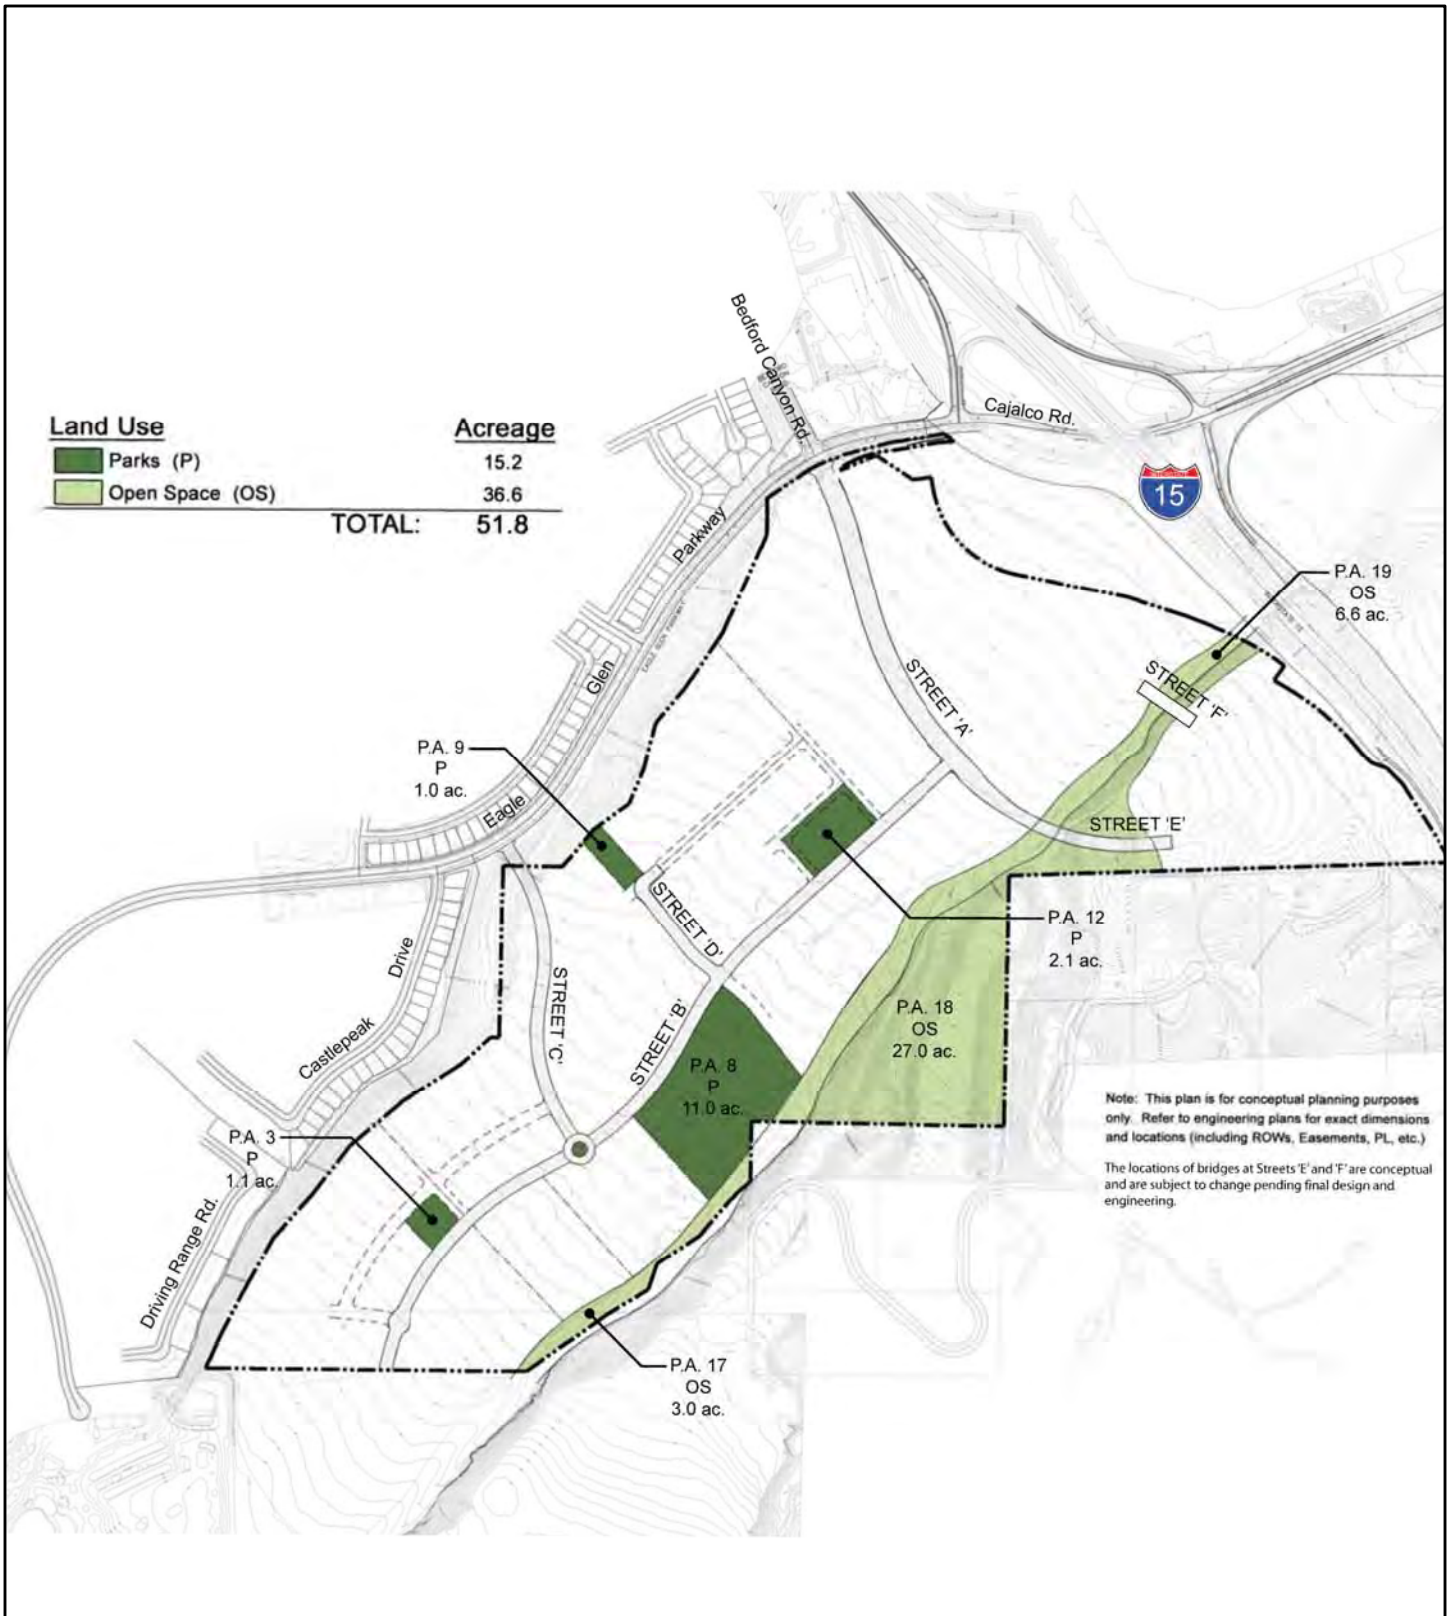 Bedford Canyon Rd.
Cajalco Rd.
Land Use Acreage
Parks (P) 15.2
Open Space (OS) 36.6
TOTAL: 51.8
15
Parkway
P.A. 19
OS
6.6 ac.
Glen
STREET 'A'
STREET 'F'
P.A. 9
P
1.0 ac.
Eagle
STREET 'E'
STREET 'D'
P.A. 12
P
2.1 ac.
Drive
STREET 'C'
Castlepeak
STREET 'B'
P.A. 18
OS
27.0 ac.
P.A. 8
P
11.0 ac.
Note: This plan is for conceptual planning purposes
only. Refer to engineering plans for exact dimensions
and locations (including ROWs, Easements, PL, etc.)
The locations of bridges at Streets 'E' and 'F' are conceptual
and are subject to change pending final design and
engineering.
P.A. 3
P
1.1 ac.
Driving Range Rd.
P.A. 17
OS
3.0 ac.